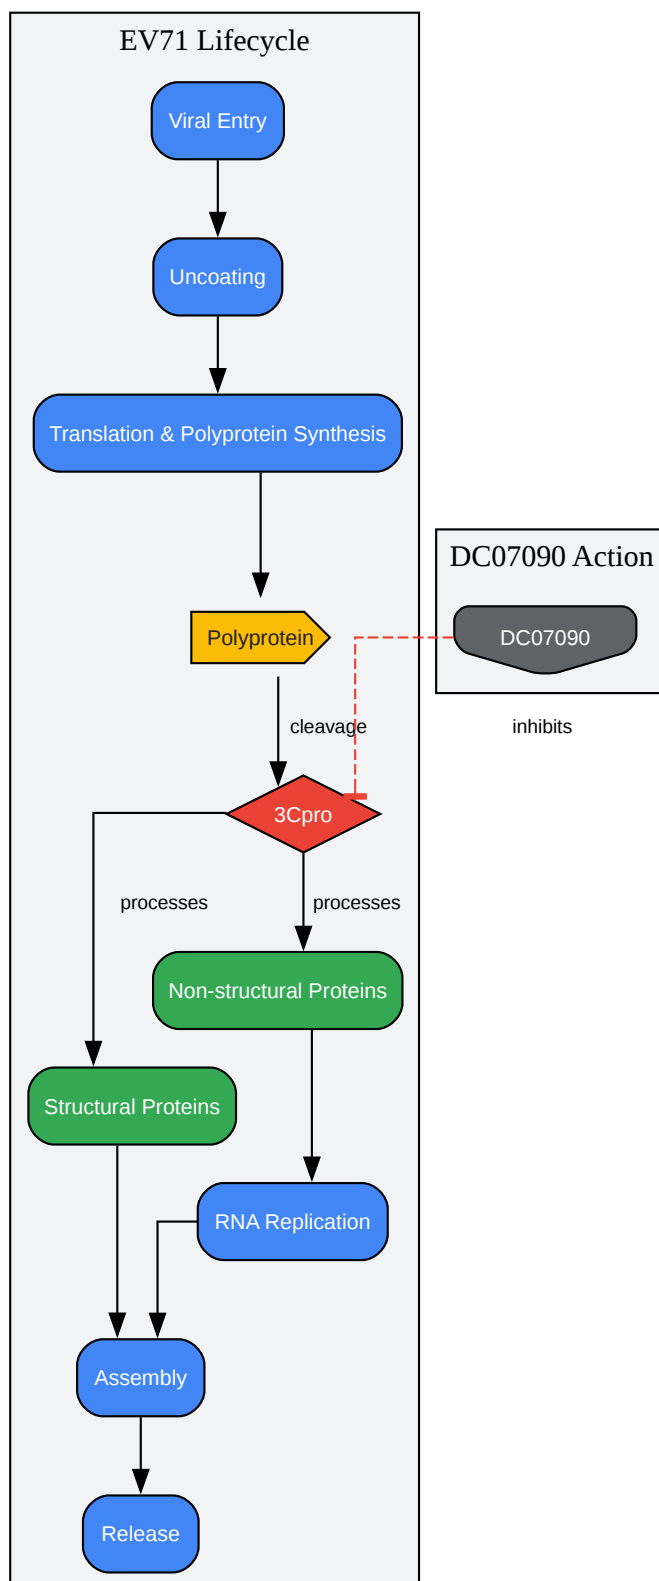 EV71 Lifecycle
Viral Entry
Uncoating
Translation & Polyprotein Synthesis
DC07090 Action
Polyprotein
DC07090
cleavage
inhibits
3Cpro
processes
processes
Non-structural Proteins
Structural Proteins
RNA Replication
Assembly
Release